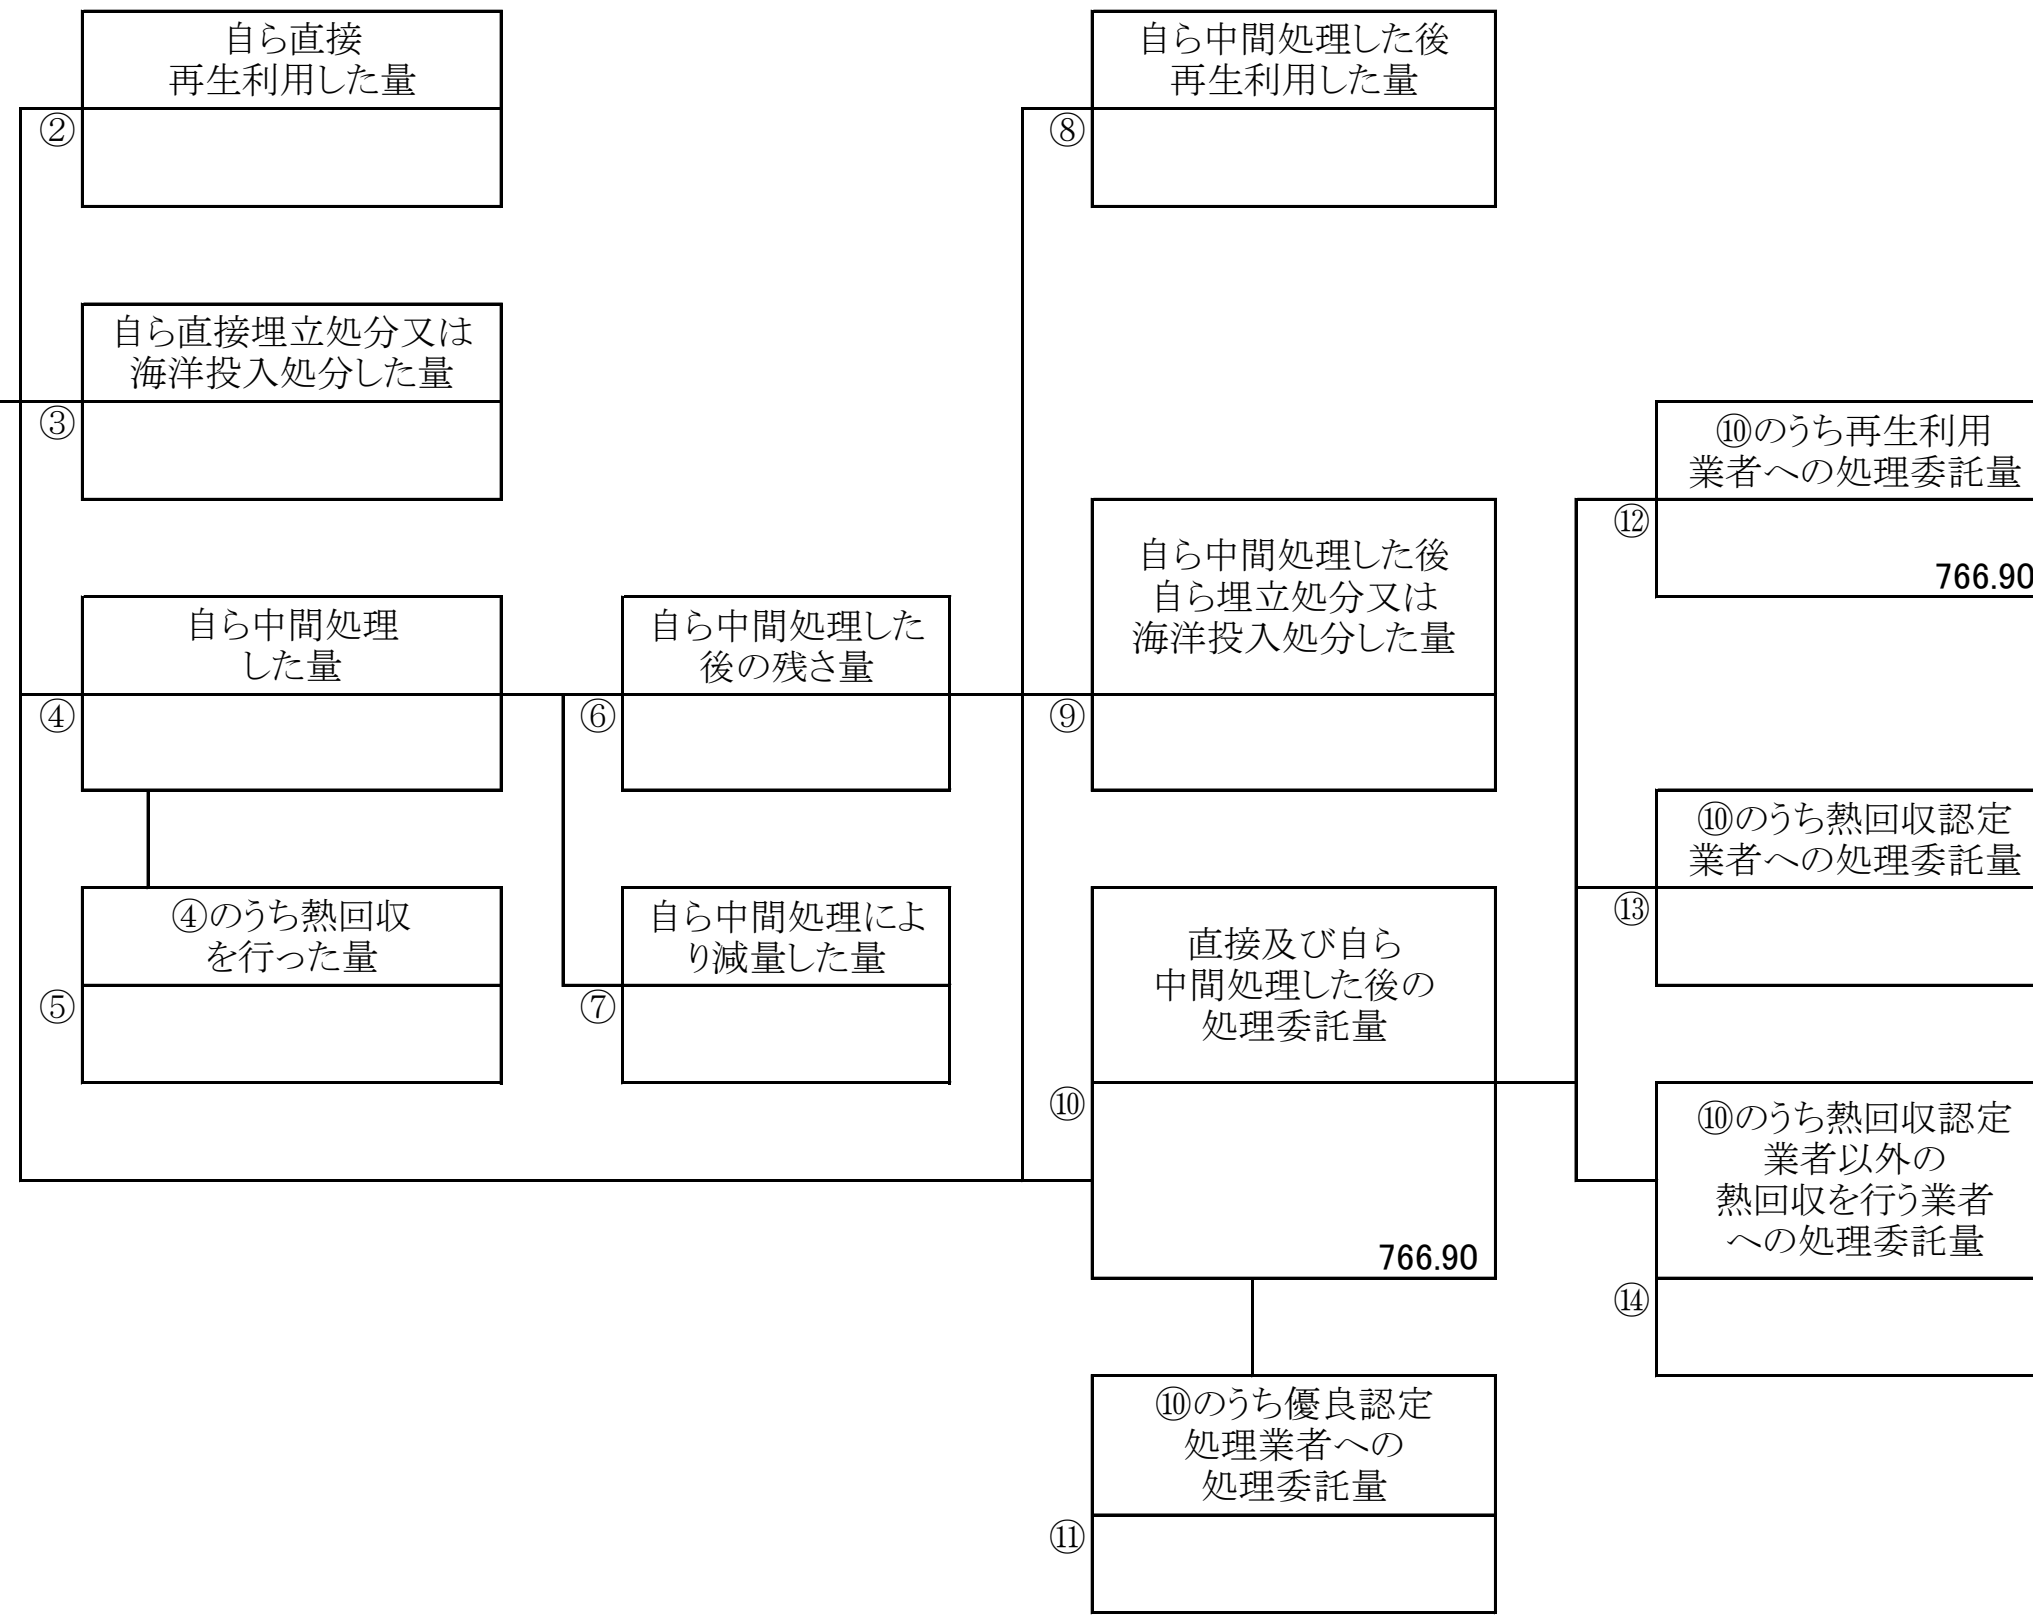 自ら直接
再生利用した量
②
自ら中間処理した後
再生利用した量
⑧
自ら直接埋立処分又は
海洋投入処分した量
③
⑩のうち再生利用
業者への処理委託量
⑫
766.90
自ら中間処理した後
自ら埋立処分又は
海洋投入処分した量
⑨
自ら中間処理
した量
④
自ら中間処理した
後の残さ量
⑥
⑩のうち熱回収認定
業者への処理委託量
⑬
④のうち熱回収
を行った量
⑤
自ら中間処理によ
り減量した量
⑦
直接及び自ら
中間処理した後の
処理委託量
⑩
766.90
⑩のうち熱回収認定
業者以外の
熱回収を行う業者
への処理委託量
⑭
⑩のうち優良認定
処理業者への
処理委託量
⑪